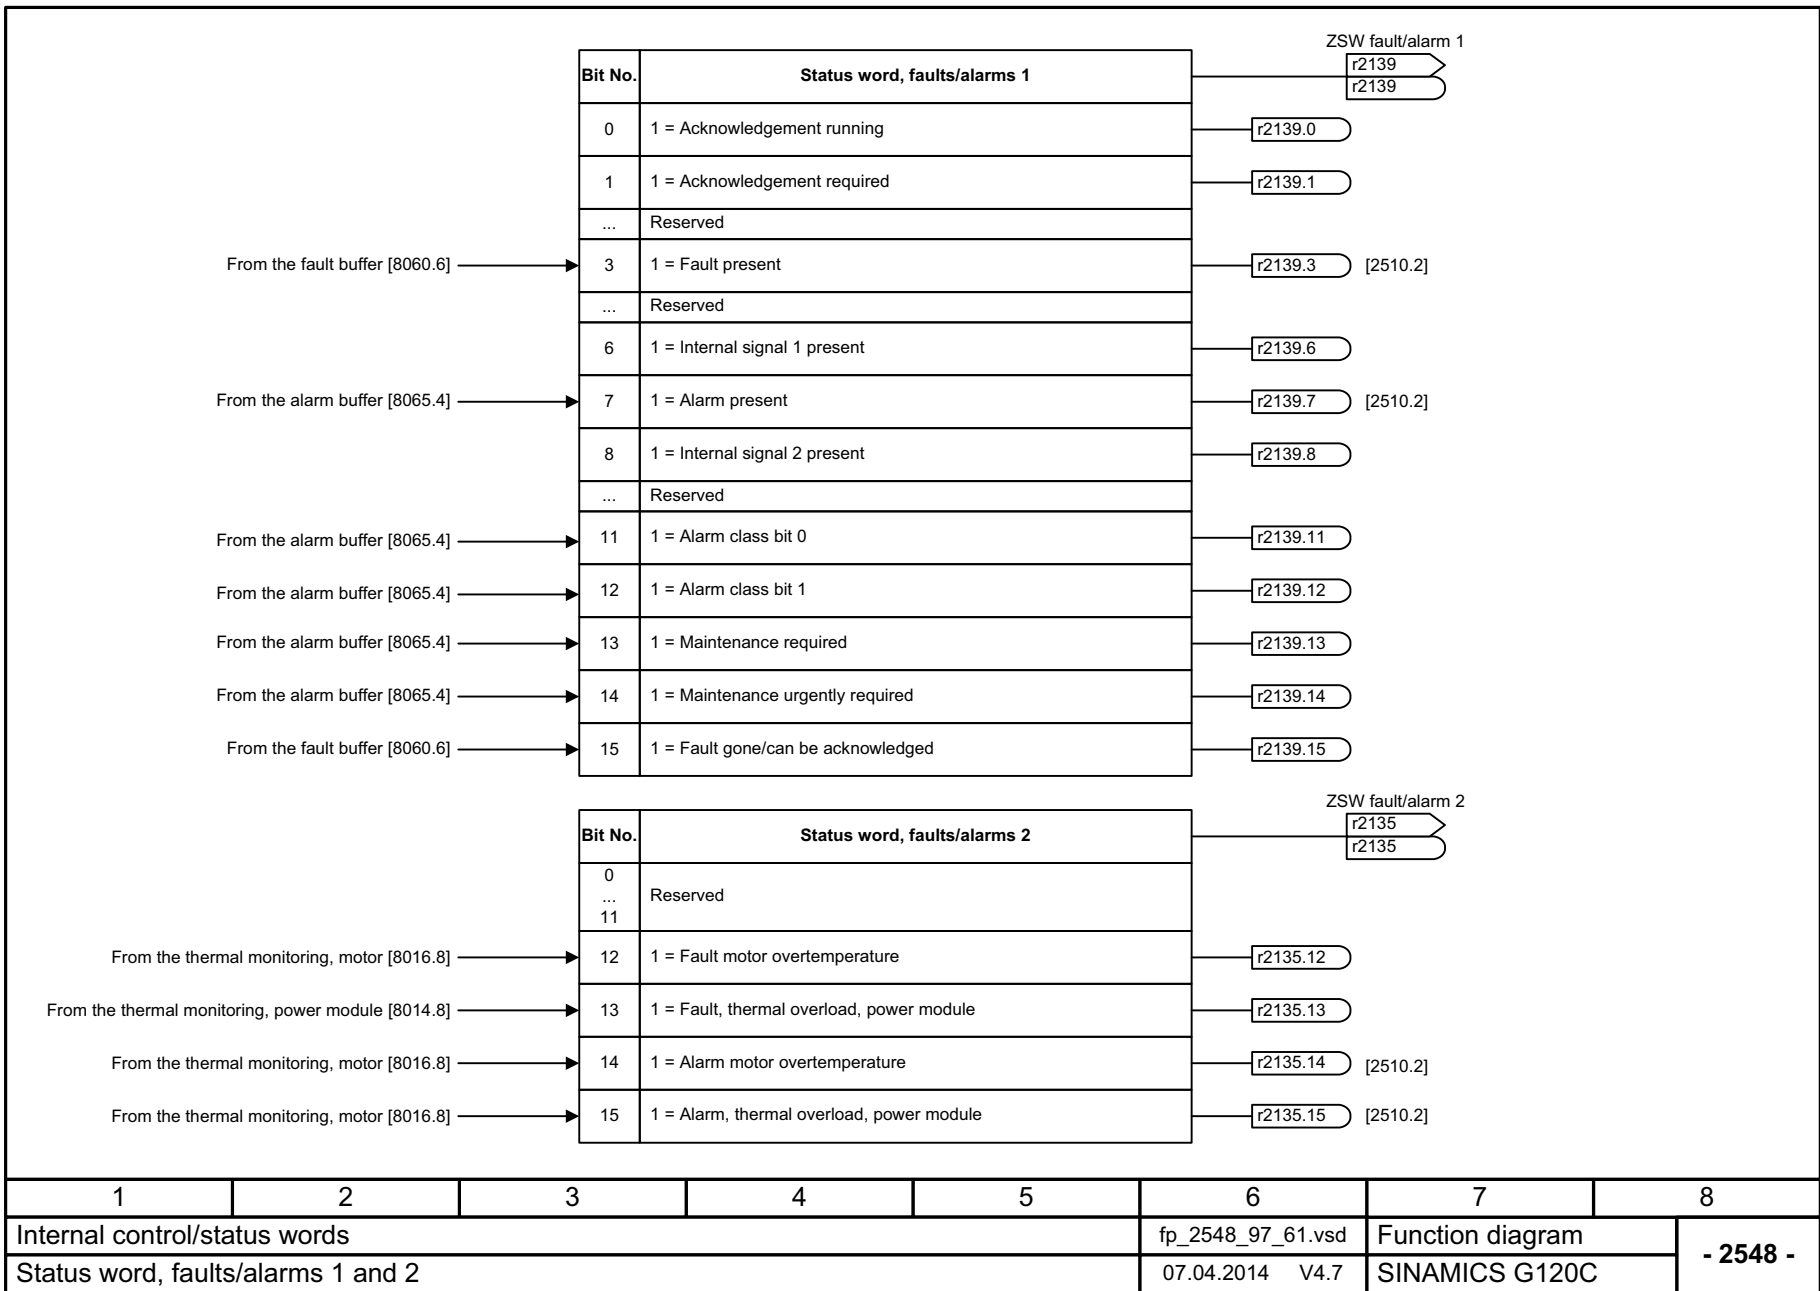 ZSW fault/alarm 1
Bit No. Status word, faults/alarms 1 r2139
r2139
0 1 = Acknowledgement running r2139.0
1 1 = Acknowledgement required r2139.1
... Reserved
From the fault buffer [8060.6] 3 1 = Fault present r2139.3 [2510.2]
... Reserved
6 1 = Internal signal 1 present r2139.6
From the alarm buffer [8065.4] 7 1 = Alarm present r2139.7 [2510.2]
8 1 = Internal signal 2 present r2139.8
... Reserved
From the alarm buffer [8065.4] 11 1 = Alarm class bit 0 r2139.11
From the alarm buffer [8065.4] 12 1 = Alarm class bit 1 r2139.12
From the alarm buffer [8065.4] 13 1 = Maintenance required r2139.13
From the alarm buffer [8065.4] 14 1 = Maintenance urgently required r2139.14
From the fault buffer [8060.6] 15 1 = Fault gone/can be acknowledged r2139.15
ZSW fault/alarm 2
Bit No. Status word, faults/alarms 2 r2135
r2135
0
... Reserved
11
From the thermal monitoring, motor [8016.8] 12 1 = Fault motor overtemperature r2135.12
From the thermal monitoring, power module [8014.8] 13 1 = Fault, thermal overload, power module r2135.13
From the thermal monitoring, motor [8016.8] 14 1 = Alarm motor overtemperature r2135.14 [2510.2]
From the thermal monitoring, motor [8016.8] 15 1 = Alarm, thermal overload, power module r2135.15 [2510.2]
1 2 3 4 5 6 7 8
Internal control/status words fp_2548_97_61.vsd Function diagram - 2548 -
Status word, faults/alarms 1 and 2 07.04.2014 V4.7 SINAMICS G120C